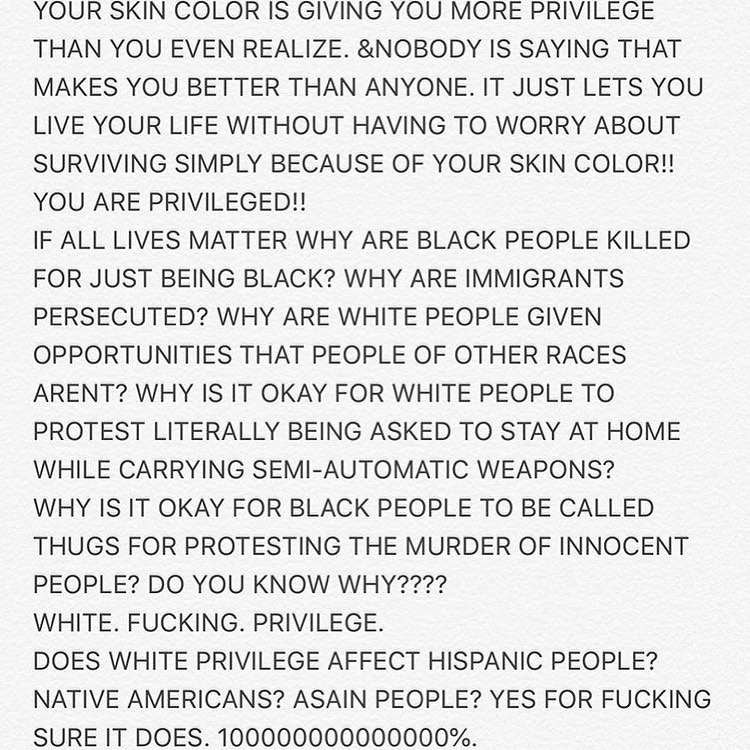 YOUR SKIN COLOR IS GIVING YOU MORE PRIVILEGE
THAN YOU EVEN REALIZE. &NOBODY IS SAYING THAT
MAKES YOU BETTER THAN ANYONE. IT JUST LETS YOU
LIVE YOUR LIFE WITHOUT HAVING TO WORRY ABOUT
SURVIVING SIMPLY BECAUSE OF YOUR SKIN COLOR!!
YOU ARE PRIVILEGED!!
IF ALL LIVES MATTER WHY ARE BLACK PEOPLE KILLED
FOR JUST BEING BLACK? WHY ARE IMMIGRANTS
PERSECUTED? WHY ARE WHITE PEOPLE GIVEN
OPPORTUNITIES THAT PEOPLE OF OTHER RACES
ARENT? WHY IS IT OKAY FOR WHITE PEOPLE TO
PROTEST LITERALLY BEING ASKED TO STAY AT HOME
WHILE CARRYING SEMI-AUTOMATIC WEAPONS?
WHY IS IT OKAY FOR BLACK PEOPLE TO BE CALLED
THUGS FOR PROTESTING THE MURDER OF INNOCENT
PEOPLE? DO YOU KNOW WHY????
WHITE. FUCKING. PRIVILEGE.
DOES WHITE PRIVILEGE AFFECT HISPANIC PEOPLE?
NATIVE AMERICANS? ASAIN PEOPLE? YES FOR FUCKING
SURE IT DOES. 100000000000000%.